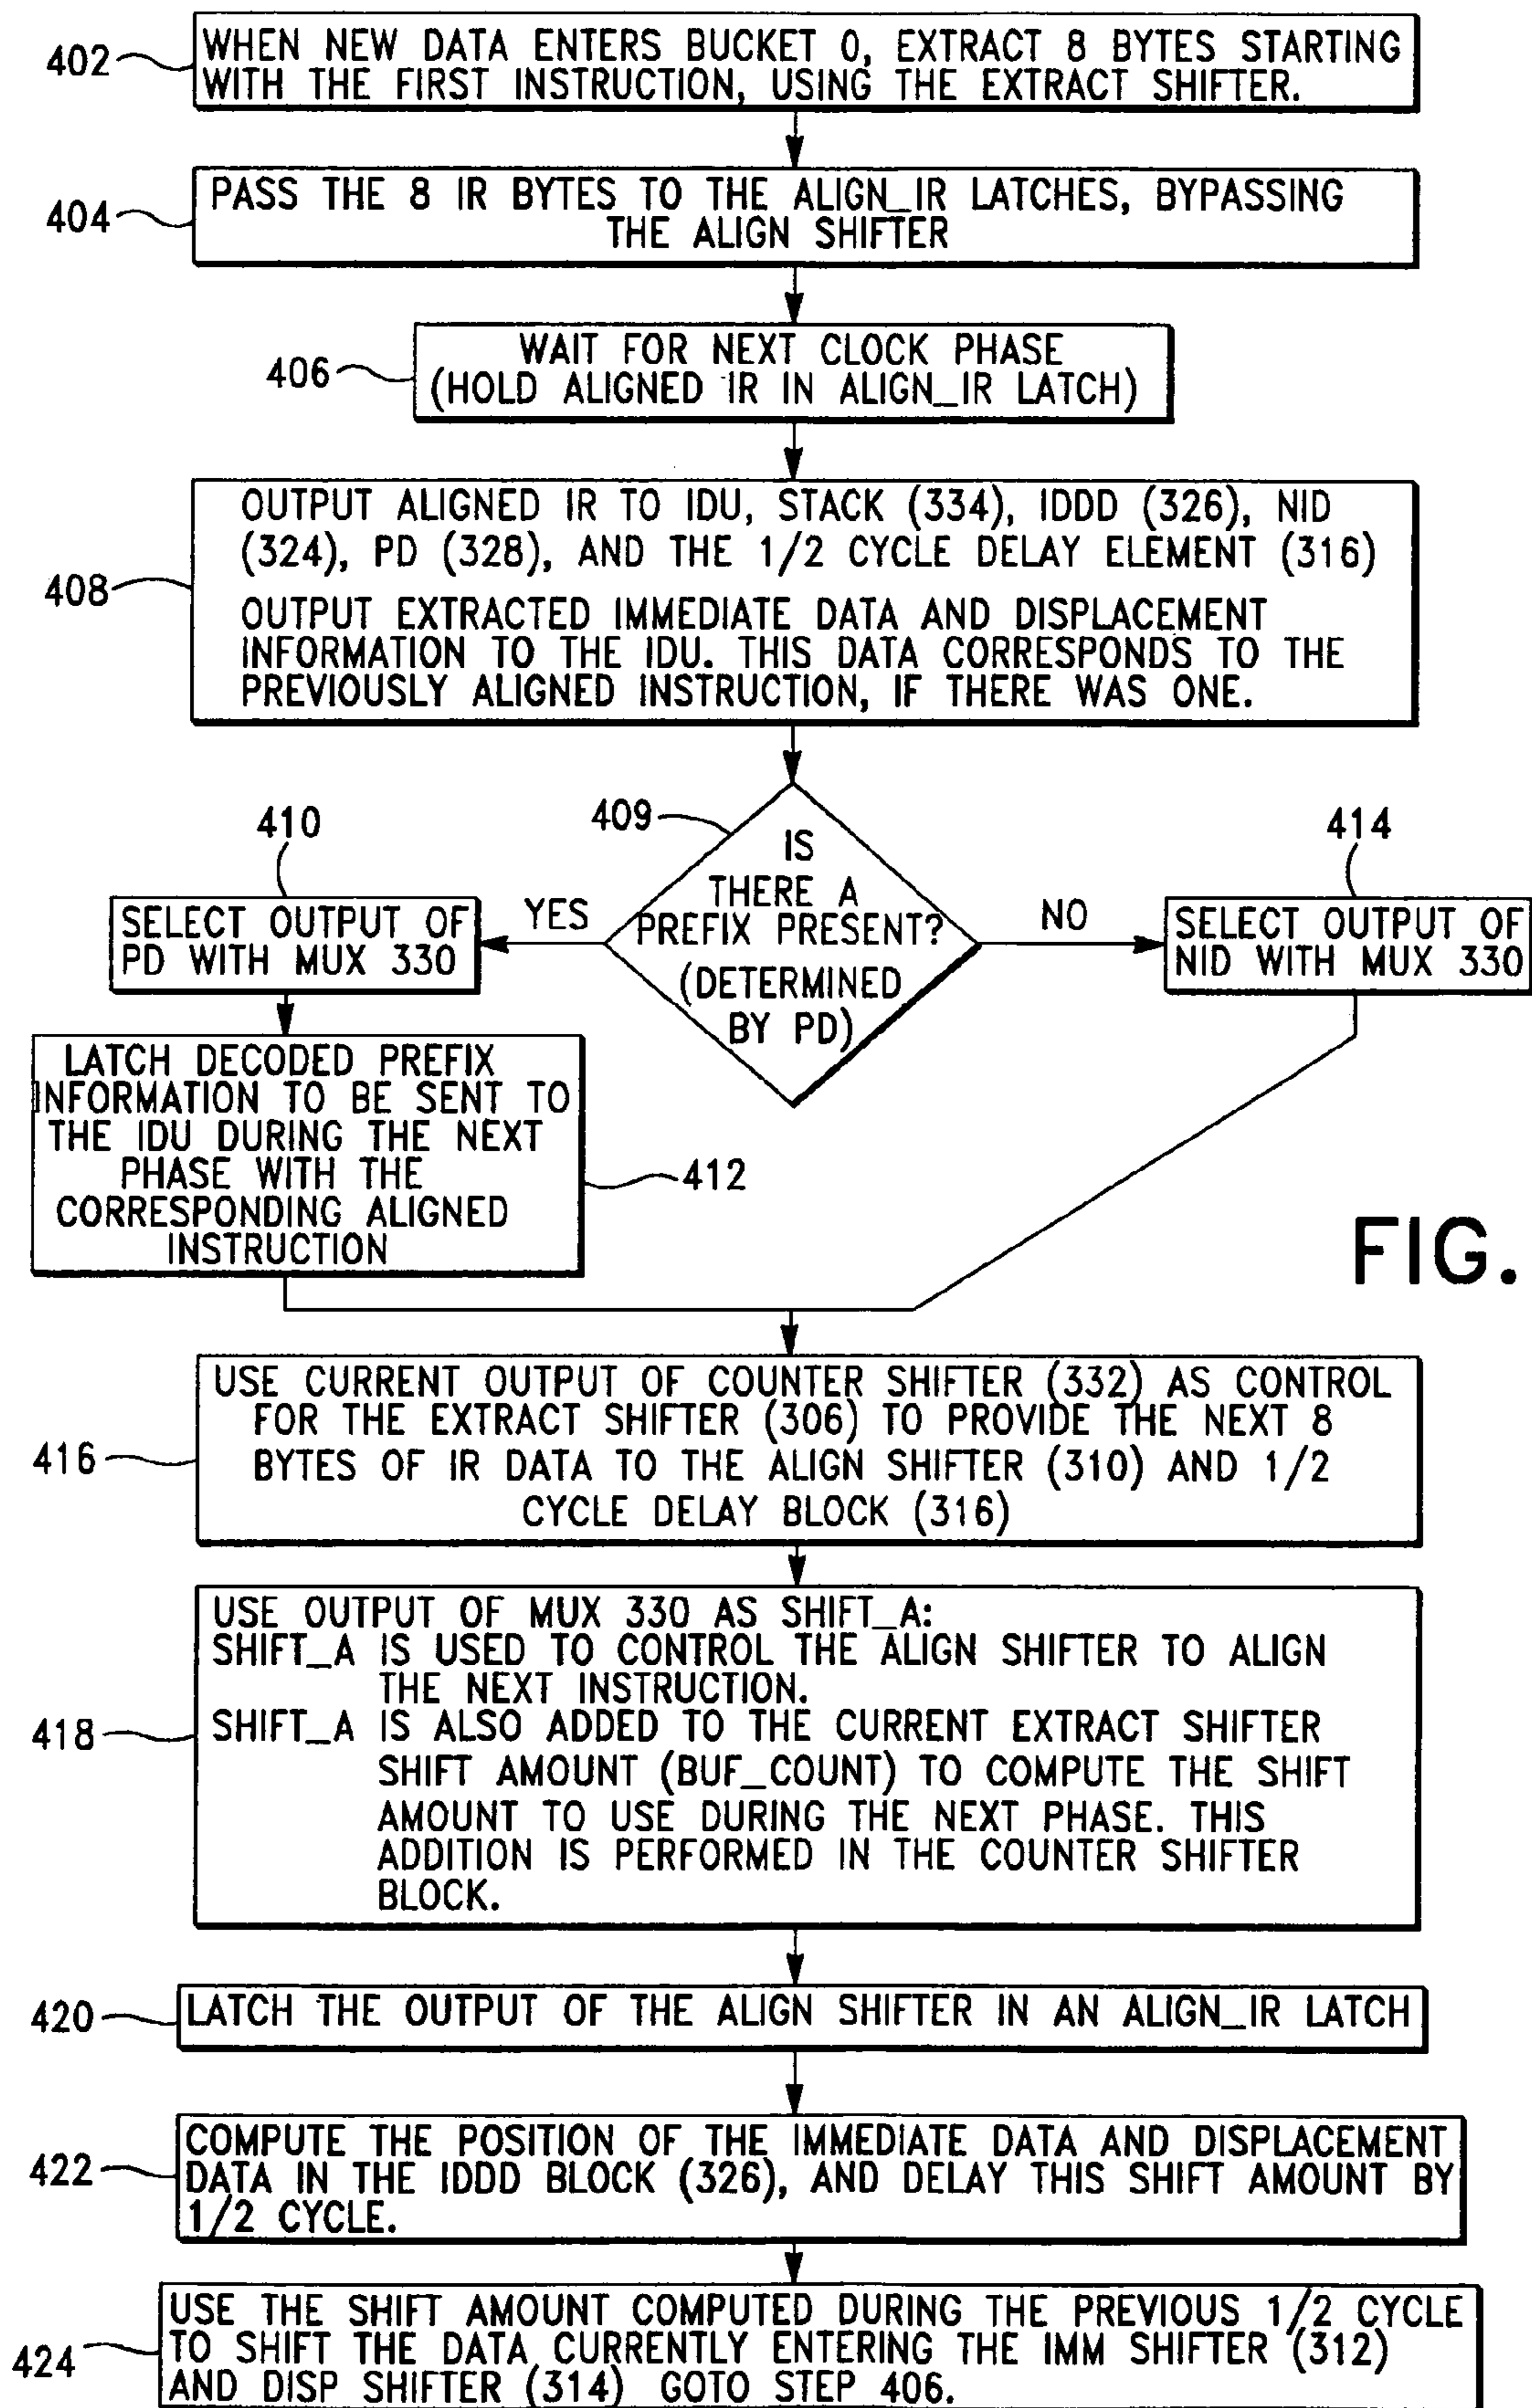 402
WHEN NEW DATA ENTERS BUCKET 0, EXTRACT 8 BYTES STARTING
WITH THE FIRST INSTRUCTION, USING THE EXTRACT SHIFTER.
404
PASS THE 8 IR BYTES TO THE ALIGN_IR LATCHES, BYPASSING
THE ALIGN SHIFTER
406
WAIT FOR NEXT CLOCK PHASE
(HOLD ALIGNED IR IN ALIGN_IR LATCH)
408
OUTPUT ALIGNED IR TO IDU, STACK (334), IDDD (326), NID
(324), PD (328), AND THE 1/2 CYCLE DELAY ELEMENT (316)
OUTPUT EXTRACTED IMMEDIATE DATA AND DISPLACEMENT
INFORMATION TO THE IDU. THIS DATA CORRESPONDS TO THE
PREVIOUSLY ALIGNED INSTRUCTION, IF THERE WAS ONE.
409
IS
THERE A
PREFIX PRESENT?
(DETERMINED
BY PD)
YES
NO
410
SELECT OUTPUT OF
PD WITH MUX 330
414
SELECT OUTPUT OF
NID WITH MUX 330
412
LATCH DECODED PREFIX
INFORMATION TO BE SENT TO
THE IDU DURING THE NEXT
PHASE WITH THE
CORRESPONDING ALIGNED
INSTRUCTION
FIG.
416
USE CURRENT OUTPUT OF COUNTER SHIFTER (332) AS CONTROL
FOR THE EXTRACT SHIFTER (306) TO PROVIDE THE NEXT 8
BYTES OF IR DATA TO THE ALIGN SHIFTER (310) AND 1/2
CYCLE DELAY BLOCK (316)
418
USE OUTPUT OF MUX 330 AS SHIFT_A:
SHIFT_A IS USED TO CONTROL THE ALIGN SHIFTER TO ALIGN
THE NEXT INSTRUCTION.
SHIFT_A IS ALSO ADDED TO THE CURRENT EXTRACT SHIFTER
SHIFT AMOUNT (BUF_COUNT) TO COMPUTE THE SHIFT
AMOUNT TO USE DURING THE NEXT PHASE. THIS
ADDITION IS PERFORMED IN THE COUNTER SHIFTER
BLOCK.
420
LATCH THE OUTPUT OF THE ALIGN SHIFTER IN AN ALIGN_IR LATCH
422
COMPUTE THE POSITION OF THE IMMEDIATE DATA AND DISPLACEMENT
DATA IN THE IDDD BLOCK (326), AND DELAY THIS SHIFT AMOUNT BY
1/2 CYCLE.
424
USE THE SHIFT AMOUNT COMPUTED DURING THE PREVIOUS 1/2 CYCLE
TO SHIFT THE DATA CURRENTLY ENTERING THE IMM SHIFTER (312)
AND DISP SHIFTER (314) GOTO STEP 406.